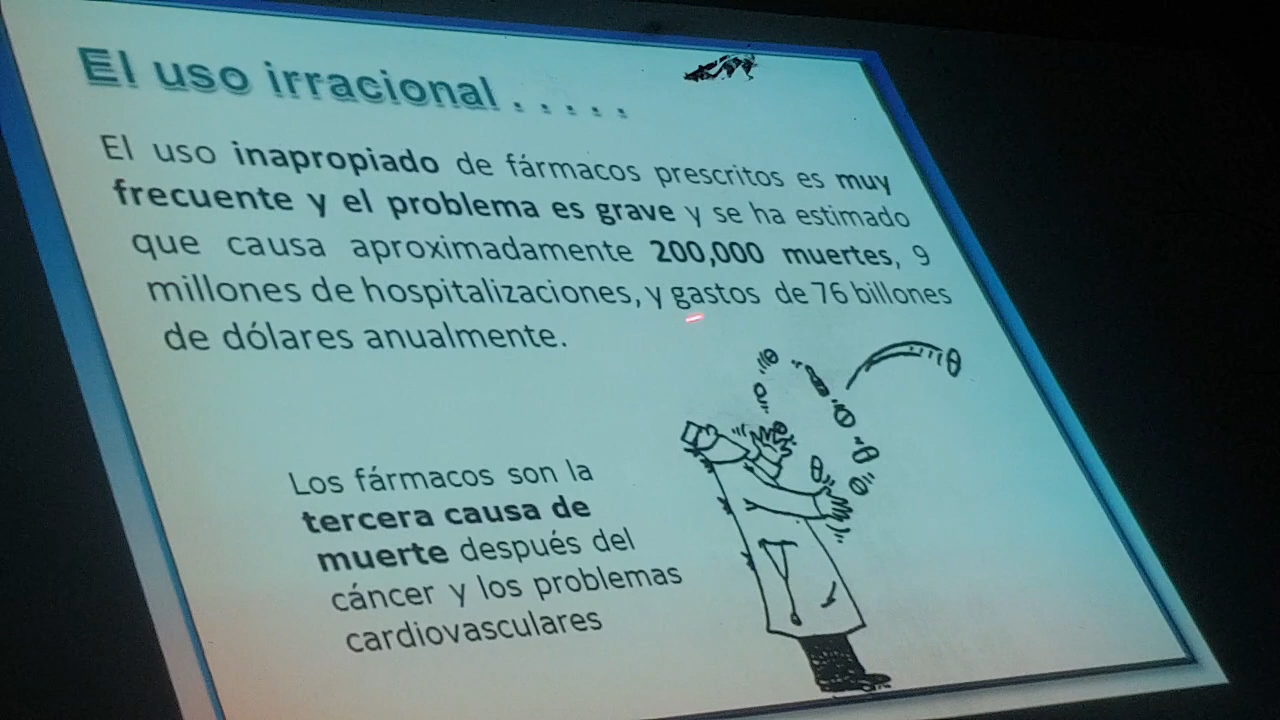 El uso irracional . . . . .
El uso inapropiado de fármacos prescritos es muy
frecuente y el problema es grave y se ha estimado
que causa aproximadamente 200,000 muertes, 9
millones de hospitalizaciones, y gastos de 76 billones
de dólares anualmente.
Los fármacos son la
tercera causa de
muerte después del
cáncer y los problemas
cardiovasculares